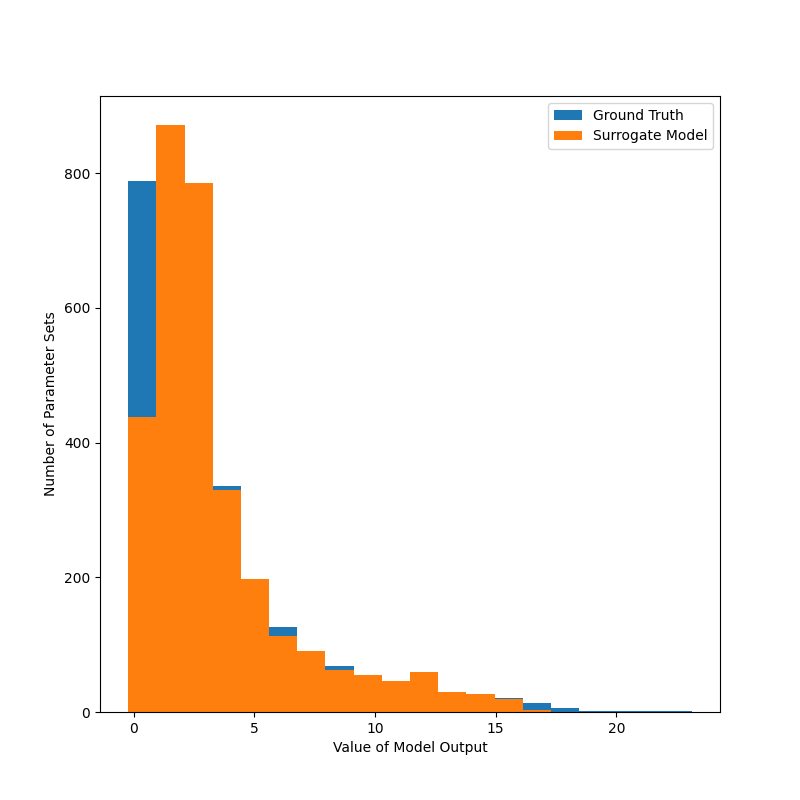 Ground Truth
Surrogate Model
800
600
400
200
0
Number of Parameter Sets
0 5 10 15 20
Value of Model Output